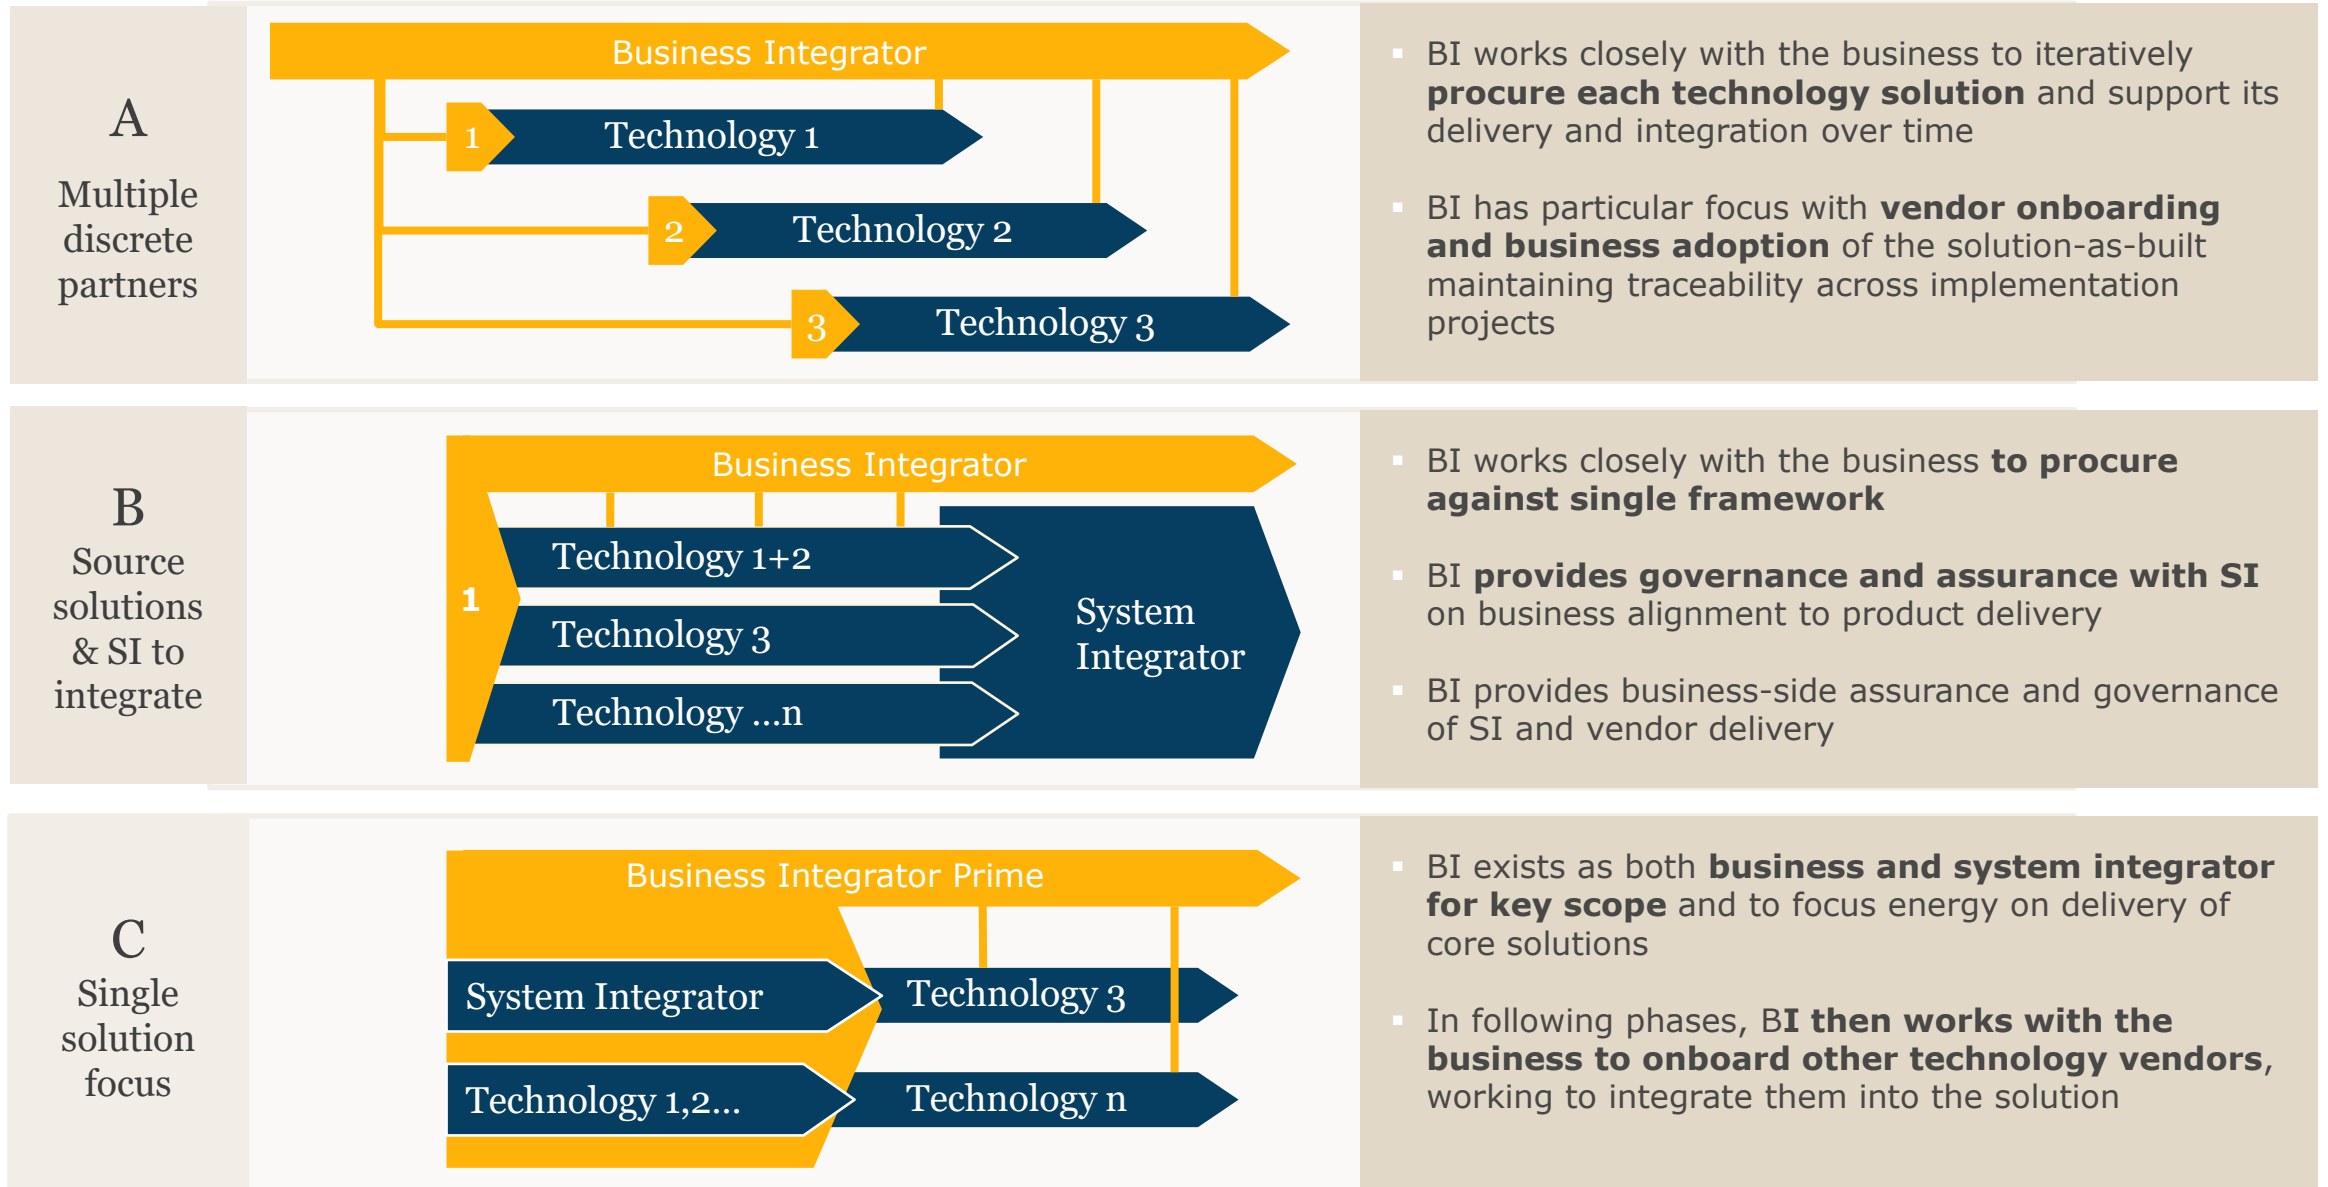 A
Multiple
discrete
partners
Business Integrator
1
Technology 1
2
Technology 2
3
Technology 3
▪ BI works closely with the business to iteratively
procure each technology solution and support its
delivery and integration over time
▪ BI has particular focus with vendor onboarding
and business adoption of the solution-as-built
maintaining traceability across implementation
projects
B
Source
solutions
& SI to
integrate
Business Integrator
1
Technology 1+2
Technology 3
Technology ...n
System
Integrator
▪ BI works closely with the business to procure
against single framework
▪ BI provides governance and assurance with SI
on business alignment to product delivery
▪ BI provides business-side assurance and governance
of SI and vendor delivery
C
Single
solution
focus
Business Integrator Prime
System Integrator
Technology 3
Technology 1,2...
Technology n
▪ BI exists as both business and system integrator
for key scope and to focus energy on delivery of
core solutions
▪ In following phases, BI then works with the
business to onboard other technology vendors,
working to integrate them into the solution